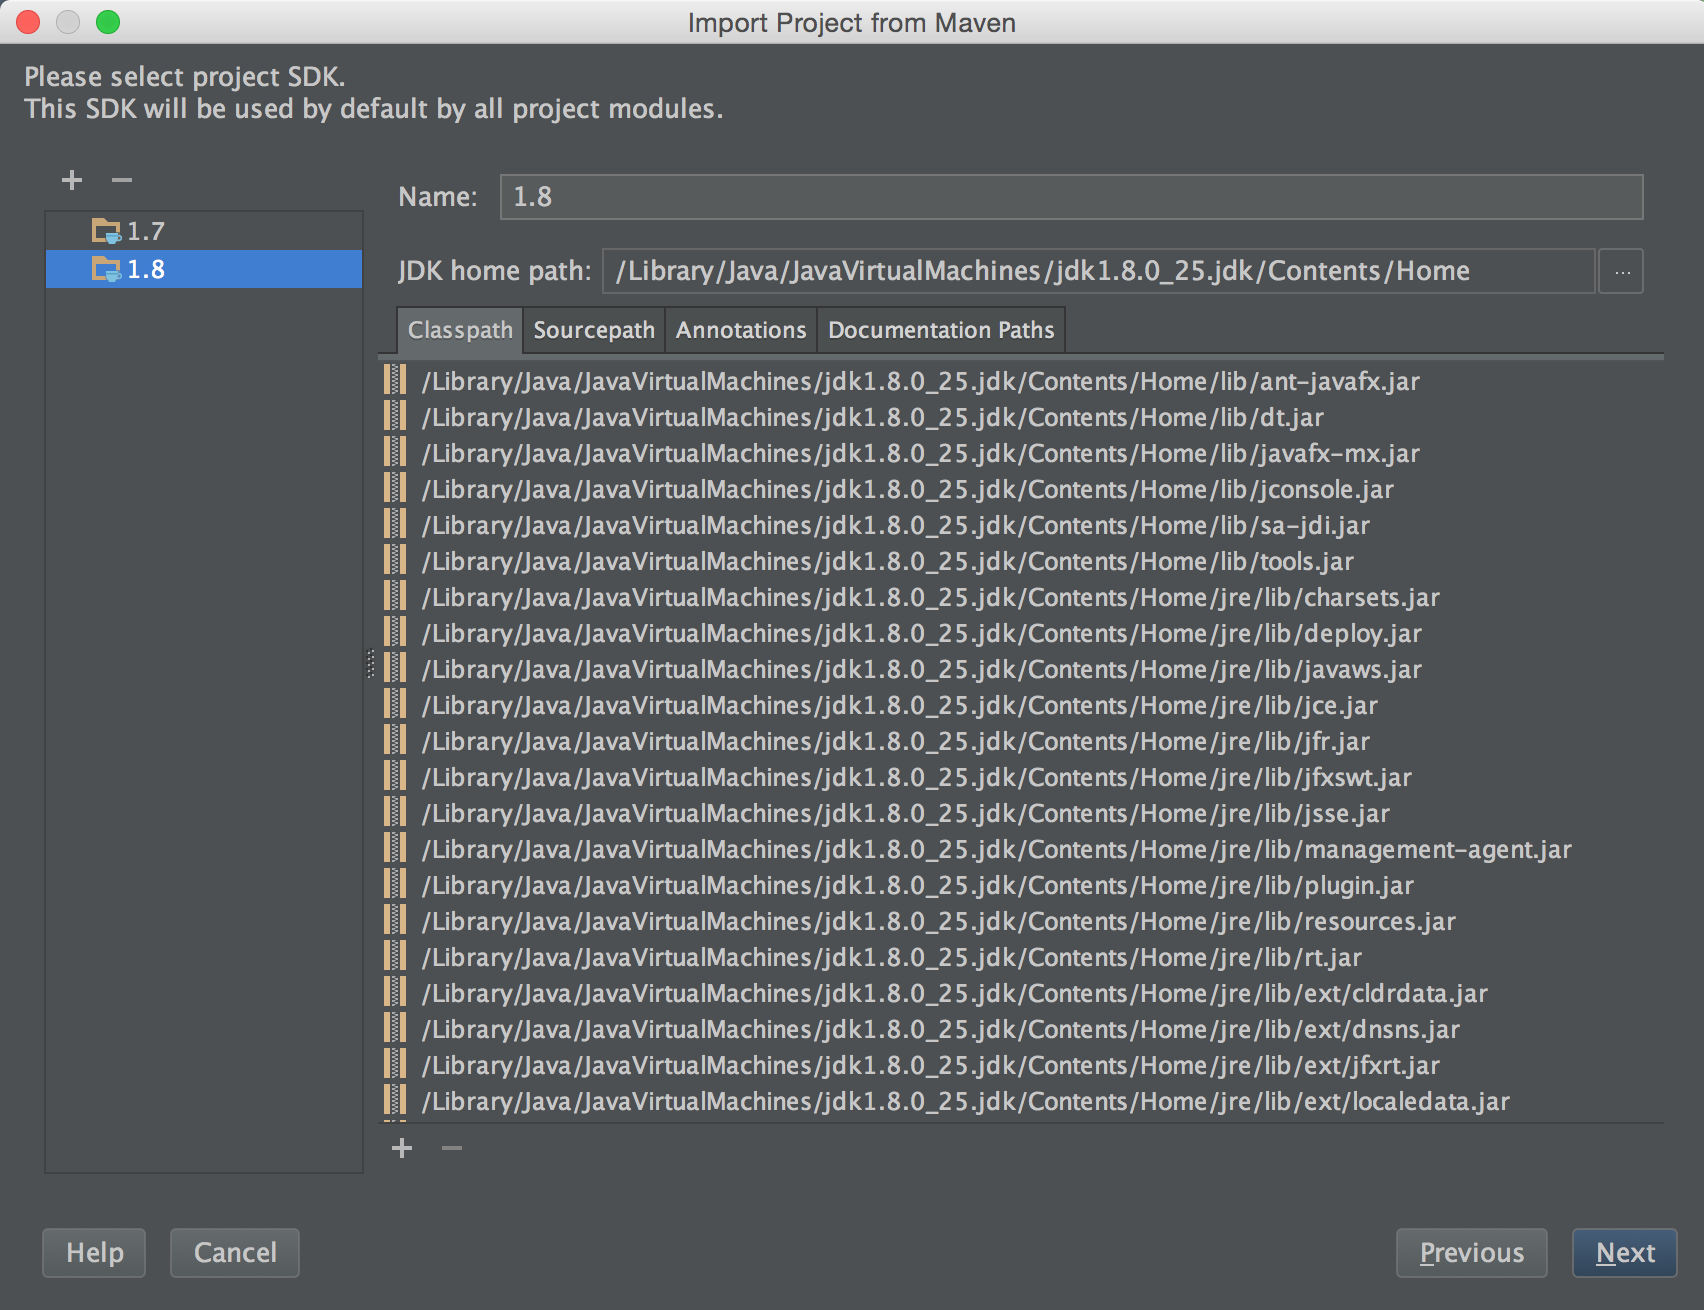 Import Project from Maven
Please select project SDK.
This SDK will be used by default by all project modules.
1.7
1.8
Name: 1.8
JDK home path: /Library/Java/JavaVirtualMachines/jdk1.8.0_25.jdk/Contents/Home ...
Classpath Sourcepath Annotations Documentation Paths
/Library/Java/JavaVirtualMachines/jdk1.8.0_25.jdk/Contents/Home/lib/ant-javafx.jar
/Library/Java/JavaVirtualMachines/jdk1.8.0_25.jdk/Contents/Home/lib/dt.jar
/Library/Java/JavaVirtualMachines/jdk1.8.0_25.jdk/Contents/Home/lib/javafx-mx.jar
/Library/Java/JavaVirtualMachines/jdk1.8.0_25.jdk/Contents/Home/lib/jconsole.jar
/Library/Java/JavaVirtualMachines/jdk1.8.0_25.jdk/Contents/Home/lib/sa-jdi.jar
/Library/Java/JavaVirtualMachines/jdk1.8.0_25.jdk/Contents/Home/lib/tools.jar
/Library/Java/JavaVirtualMachines/jdk1.8.0_25.jdk/Contents/Home/jre/lib/charsets.jar
/Library/Java/JavaVirtualMachines/jdk1.8.0_25.jdk/Contents/Home/jre/lib/deploy.jar
/Library/Java/JavaVirtualMachines/jdk1.8.0_25.jdk/Contents/Home/jre/lib/javaws.jar
/Library/Java/JavaVirtualMachines/jdk1.8.0_25.jdk/Contents/Home/jre/lib/jce.jar
/Library/Java/JavaVirtualMachines/jdk1.8.0_25.jdk/Contents/Home/jre/lib/jfr.jar
/Library/Java/JavaVirtualMachines/jdk1.8.0_25.jdk/Contents/Home/jre/lib/jfxswt.jar
/Library/Java/JavaVirtualMachines/jdk1.8.0_25.jdk/Contents/Home/jre/lib/jsse.jar
/Library/Java/JavaVirtualMachines/jdk1.8.0_25.jdk/Contents/Home/jre/lib/management-agent.jar
/Library/Java/JavaVirtualMachines/jdk1.8.0_25.jdk/Contents/Home/jre/lib/plugin.jar
/Library/Java/JavaVirtualMachines/jdk1.8.0_25.jdk/Contents/Home/jre/lib/resources.jar
/Library/Java/JavaVirtualMachines/jdk1.8.0_25.jdk/Contents/Home/jre/lib/rt.jar
/Library/Java/JavaVirtualMachines/jdk1.8.0_25.jdk/Contents/Home/jre/lib/ext/cldrdata.jar
/Library/Java/JavaVirtualMachines/jdk1.8.0_25.jdk/Contents/Home/jre/lib/ext/dnsns.jar
/Library/Java/JavaVirtualMachines/jdk1.8.0_25.jdk/Contents/Home/jre/lib/ext/jfxrt.jar
/Library/Java/JavaVirtualMachines/jdk1.8.0_25.jdk/Contents/Home/jre/lib/ext/localedata.jar
Help Cancel Previous Next